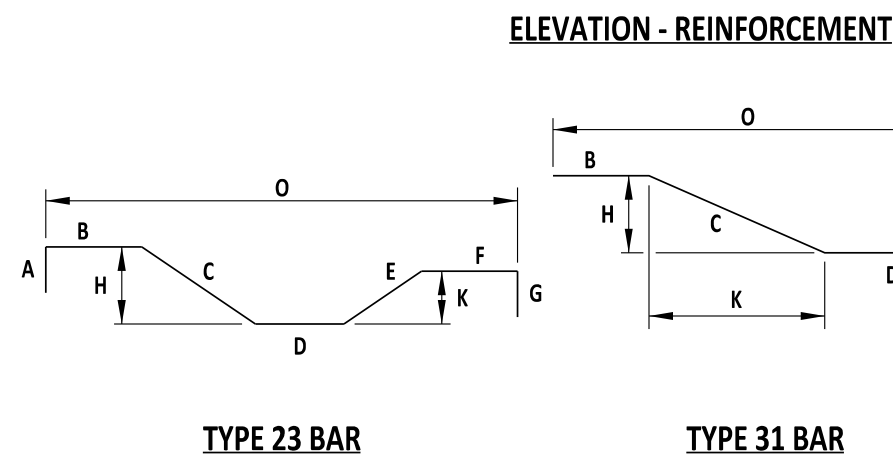 ELEVATION - REINFORCEMENT
O
B
A
H
C
D
E
F
K
G
TYPE 23 BAR
O
B
H
C
D
K
TYPE 31 BAR